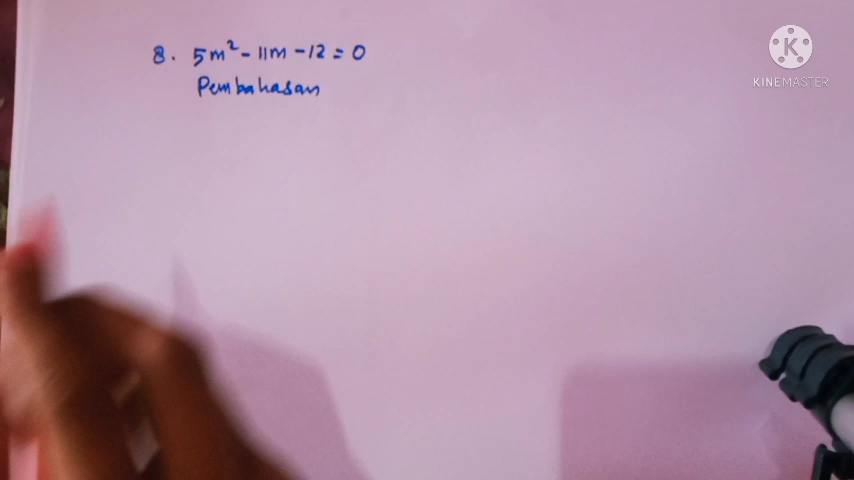 8. 5m² - 11m - 12 = 0
Pembahasan
K
KINEMASTER